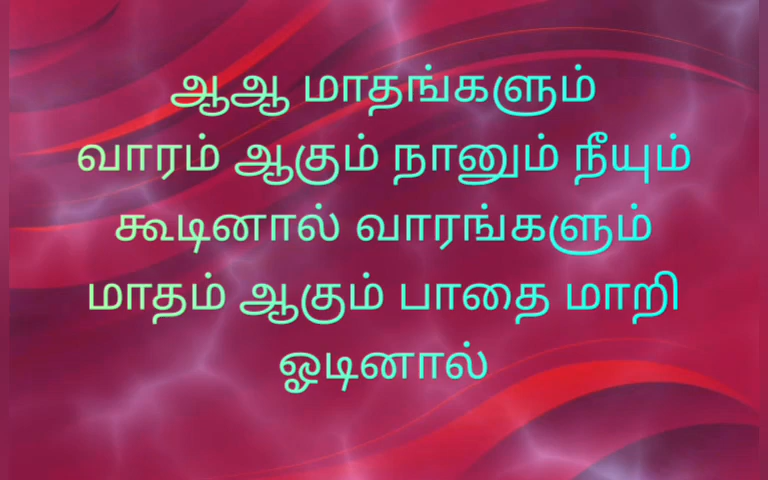 ஆஆ மாதங்களும்
வாரம் ஆகும் நானும் நீயும்
கூடினால் வாரங்களும்
மாதம் ஆகும் பாதை மாறி
ஓடினால்